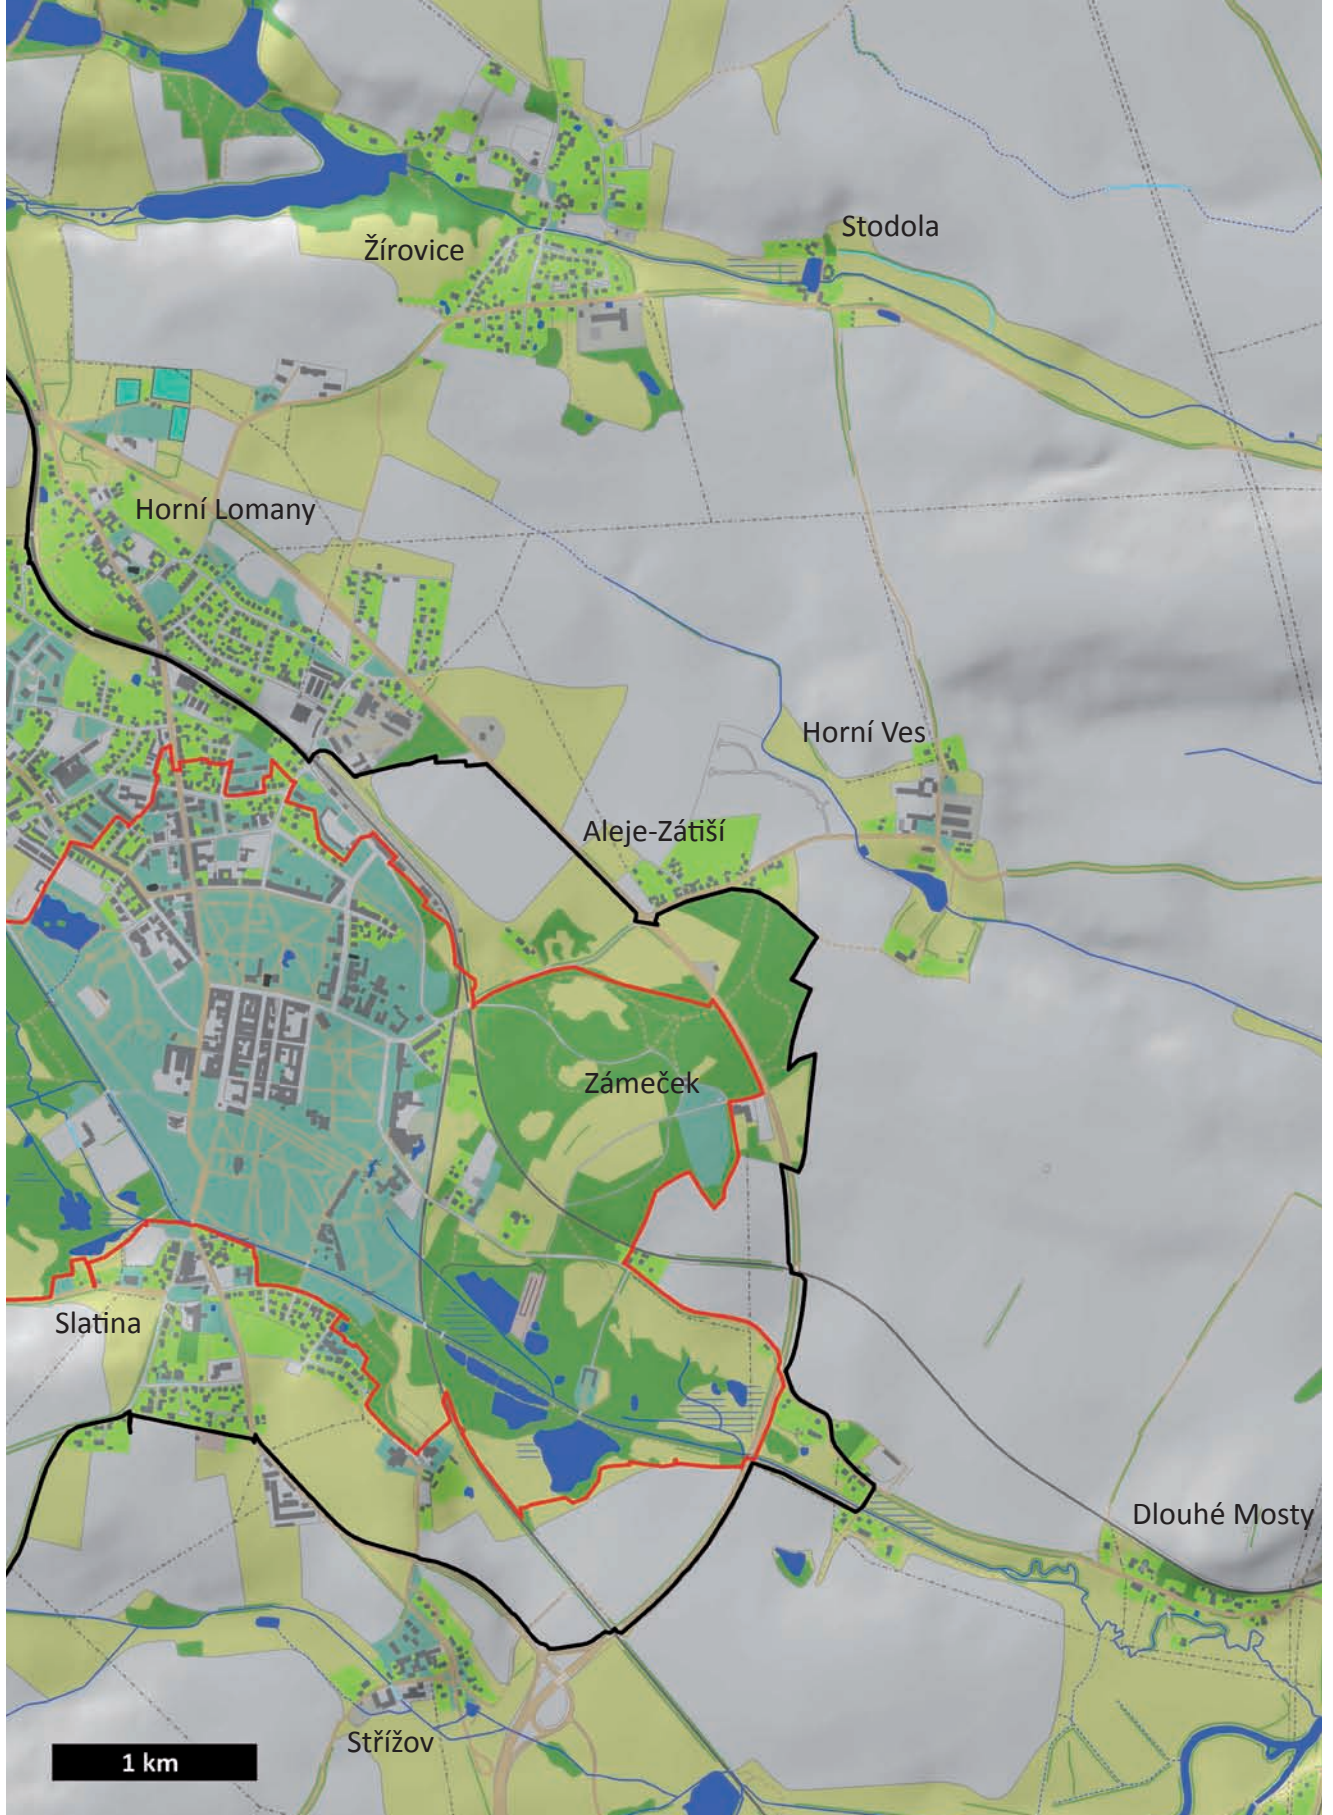 Stodola
Žírovice
Horní Lomany
Horní Ves
Aleje-Zátiší
Zámeček
Slatina
Dlouhé Mosty
Střížov
1 km